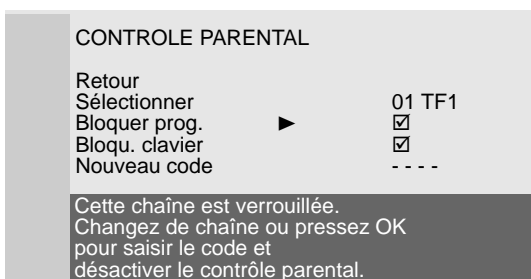 CONTROLE PARENTAL
Retour
Sélectionner 01 TF1
Bloquer prog. ► ☑
Bloqu. clavier ☑
Nouveau code - - - -
Cette chaîne est verrouillée.
Changez de chaîne ou pressez OK
pour saisir le code et
désactiver le contrôle parental.